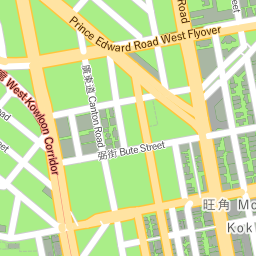 Prince Edward Road West Flyover
Road
West Kowloon Corridor
廣東道 Canton Road
弼街 Bute Street
旺角 Mo
Kok